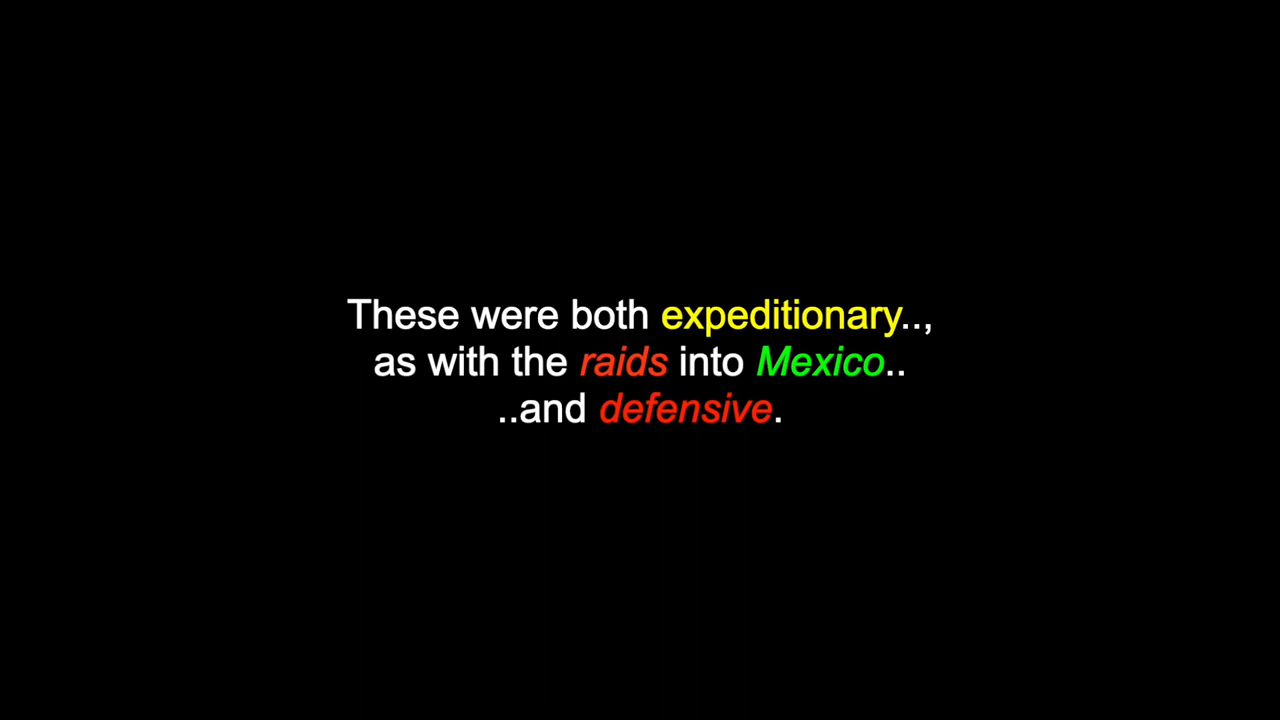 These were both expeditionary..,
as with the raids into Mexico..
..and defensive.